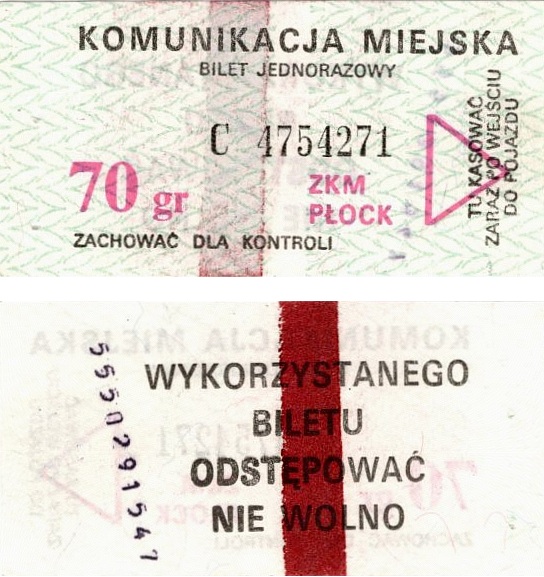 KOMUNIKACJA MIEJSKA
BILET JEDNORAZOWY
C 4754271
70 gr
ZKM
PŁOCK
ZACHOWAĆ DLA KONTROLI
TU KASOWAĆ
ZARAZ PO WEJŚCIU
DO POJAZDU
WYKORZYSTANEGO
BILETU
ODSTĘPOWAĆ
NIE WOLNO
5550291541